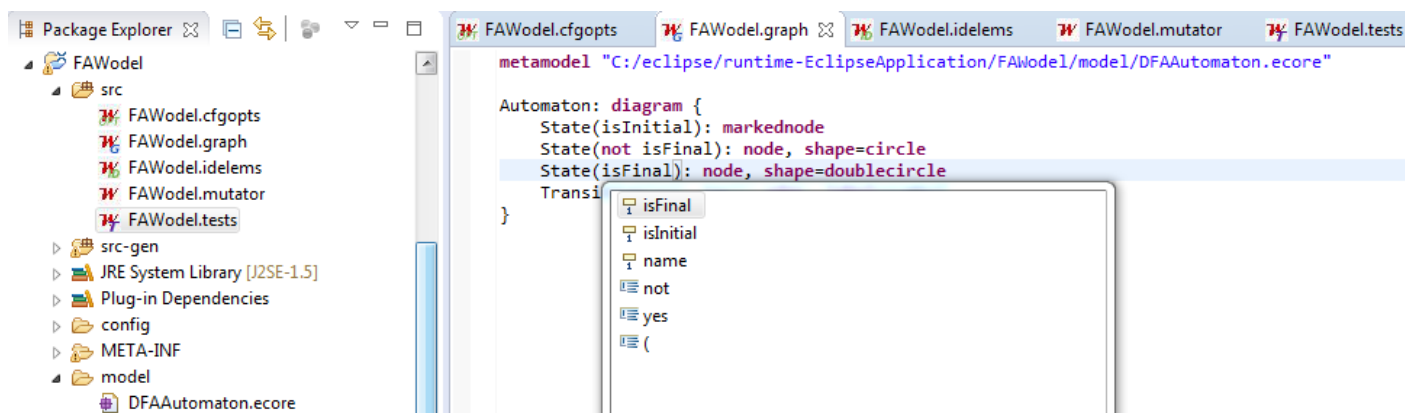 Package Explorer
FAWodel
src
FAWodel.cfgopts
FAWodel.graph
FAWodel.idelems
FAWodel.mutator
FAWodel.tests
src-gen
JRE System Library [J2SE-1.5]
Plug-in Dependencies
config
META-INF
model
DFAAutomaton.ecore
FAWodel.cfgopts FAWodel.graph FAWodel.idelems FAWodel.mutator FAWodel.tests
metamodel "C:/eclipse/runtime-EclipseApplication/FAWodel/model/DFAAutomaton.ecore"
Automaton: diagram {
State(isInitial): markednode
State(not isFinal): node, shape=circle
State(isFinal): node, shape=doublecircle
Transi
}
isFinal
isInitial
name
not
yes
(